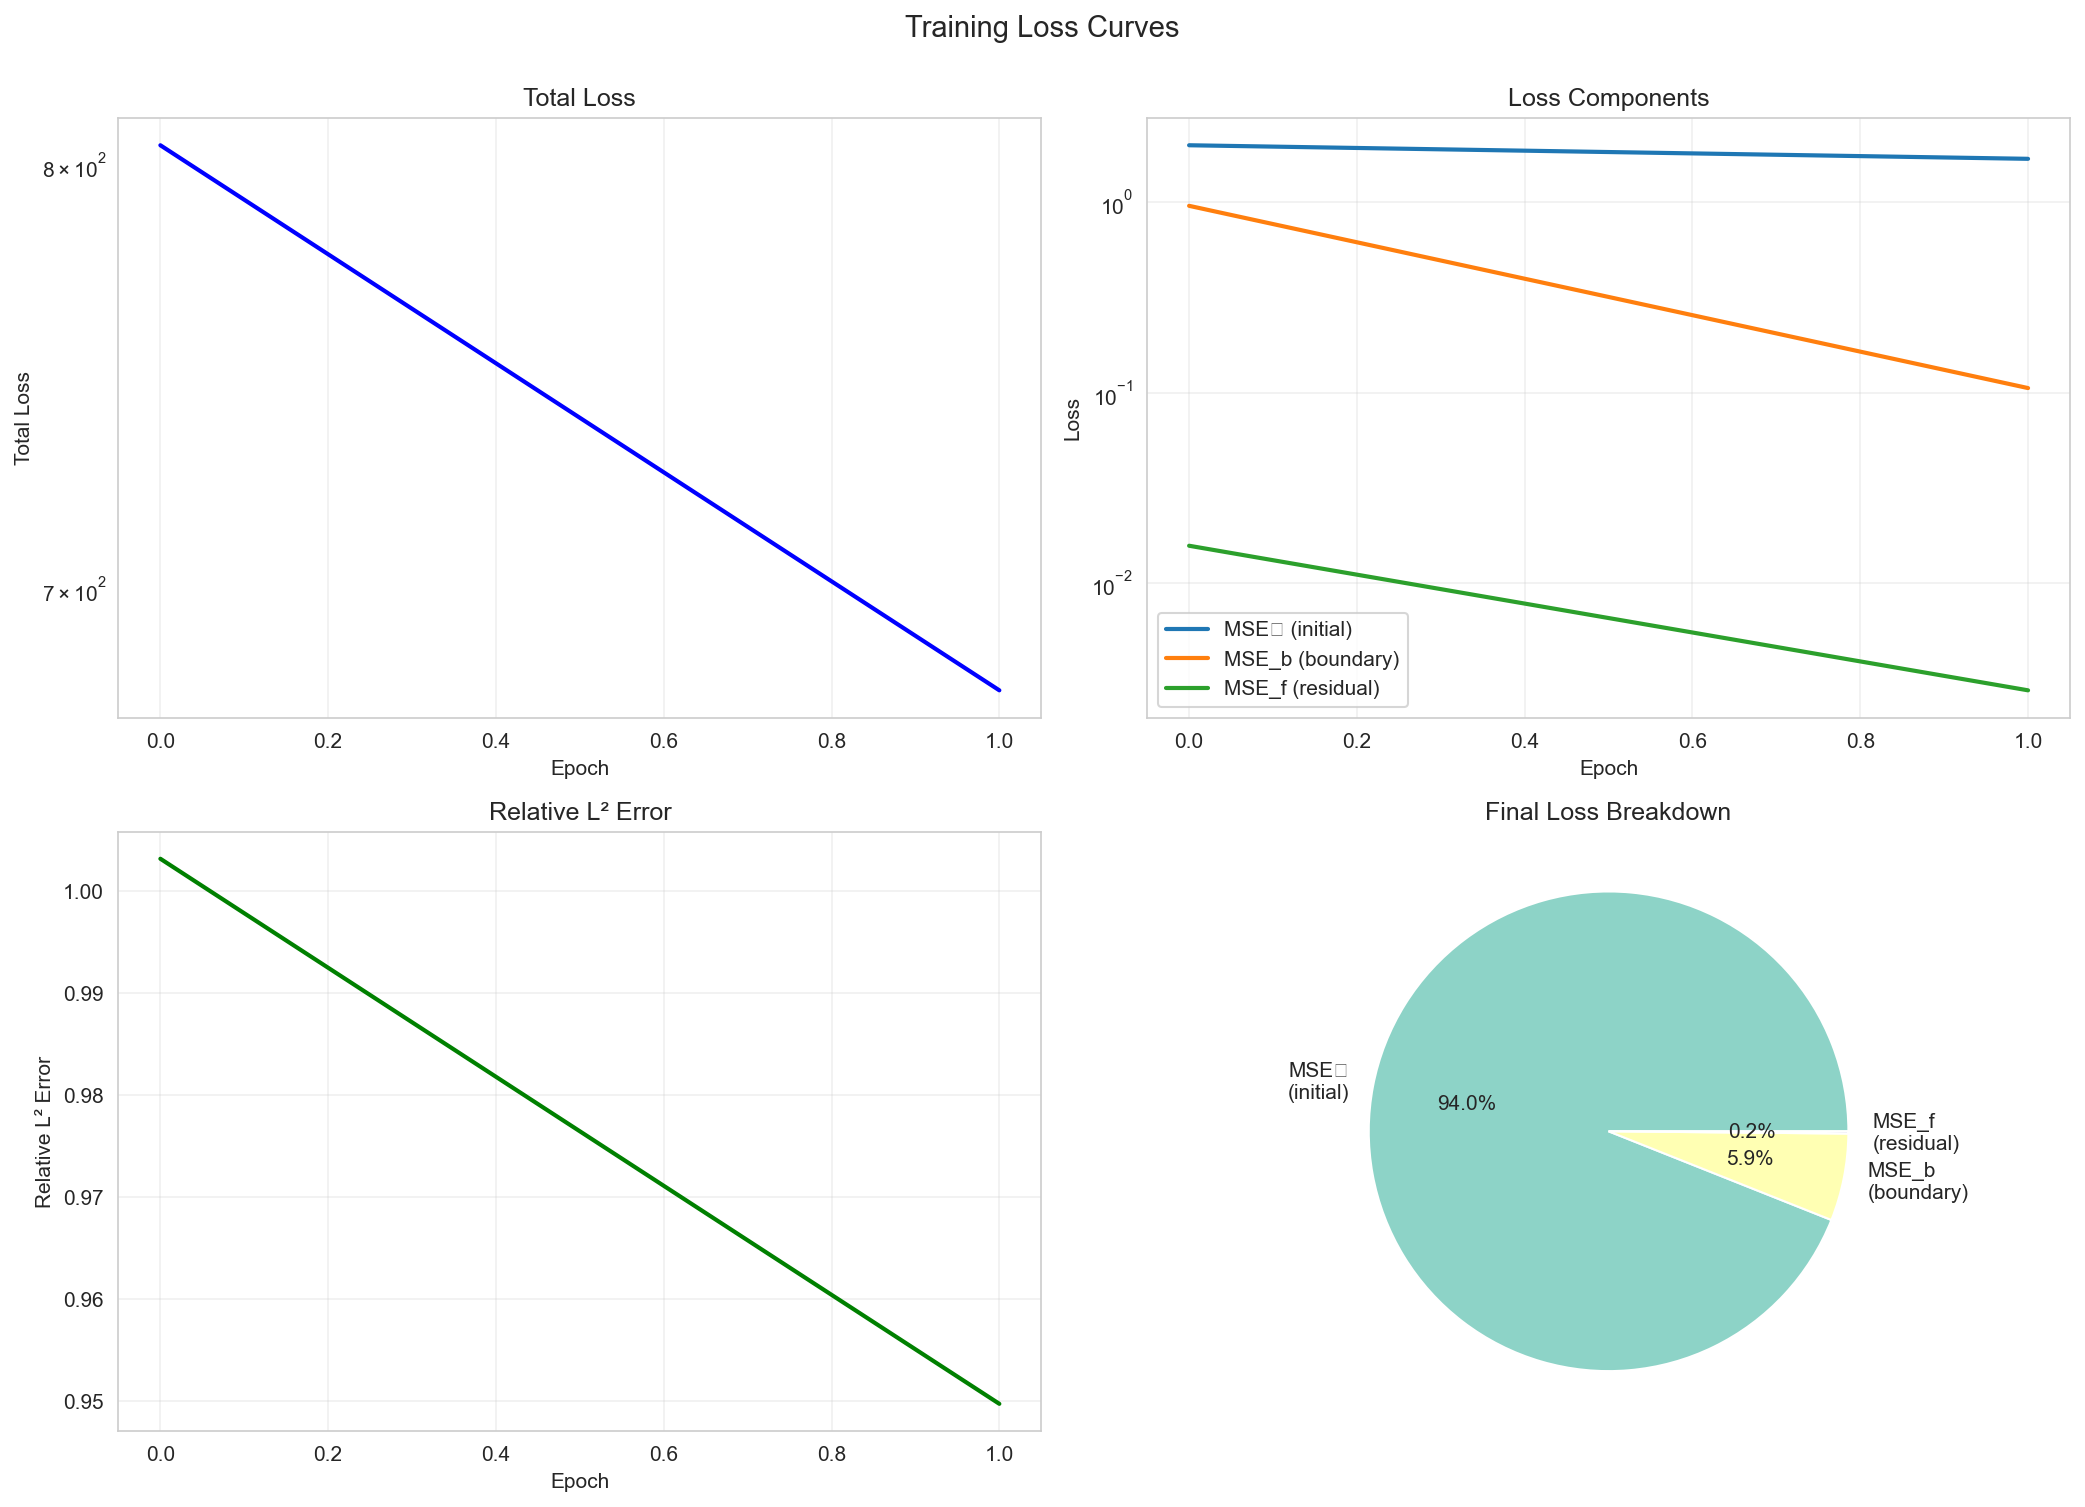 Training Loss Curves
Total Loss
8 × 10²
7 × 10²
Total Loss
0.0 0.2 0.4 0.6 0.8 1.0
Epoch
Loss Components
10⁰
10⁻¹
10⁻²
Loss
MSE□ (initial)
MSE_b (boundary)
MSE_f (residual)
0.0 0.2 0.4 0.6 0.8 1.0
Epoch
Relative L² Error
1.00
0.99
0.98
0.97
0.96
0.95
Relative L² Error
0.0 0.2 0.4 0.6 0.8 1.0
Epoch
Final Loss Breakdown
MSE□
(initial)
94.0%
0.2%
5.9%
MSE_f
(residual)
MSE_b
(boundary)